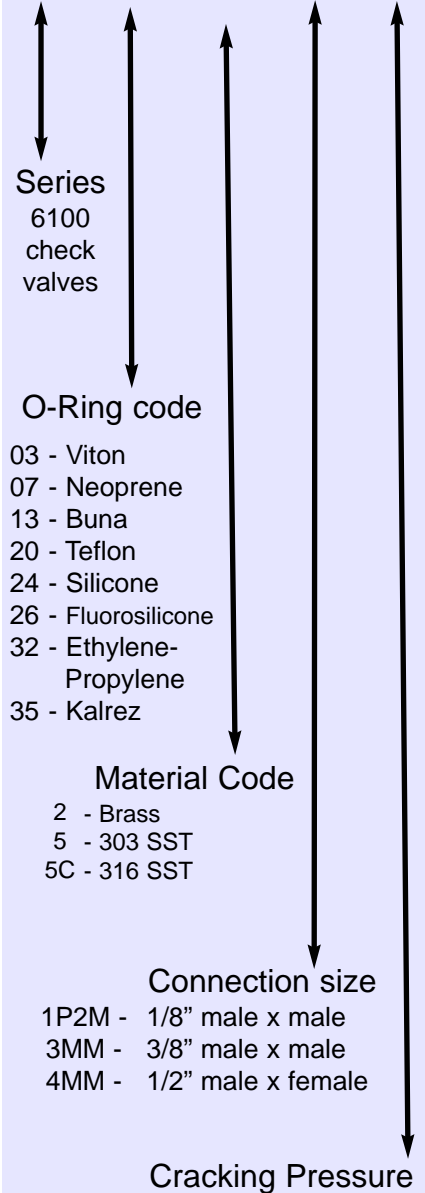 Series
6100
check
valves
O-Ring code
03 - Viton
07 - Neoprene
13 - Buna
20 - Teflon
24 - Silicone
26 - Fluorosilicone
32 - Ethylene-
Propylene
35 - Kalrez
Material Code
2 - Brass
5 - 303 SST
5C - 316 SST
Connection size
1P2M - 1/8” male x male
3MM - 3/8” male x male
4MM - 1/2” male x female
Cracking Pressure